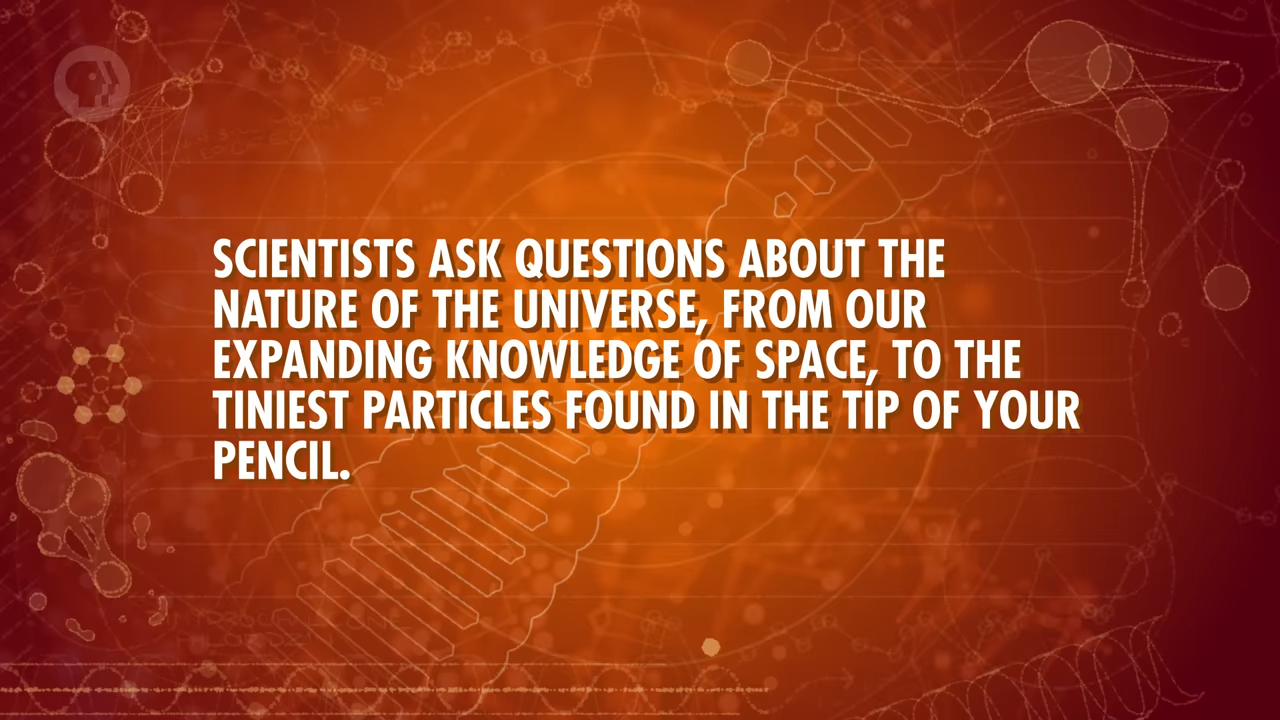 SCIENTISTS ASK QUESTIONS ABOUT THE
NATURE OF THE UNIVERSE, FROM OUR
EXPANDING KNOWLEDGE OF SPACE, TO THE
TINIEST PARTICLES FOUND IN THE TIP OF YOUR
PENCIL.